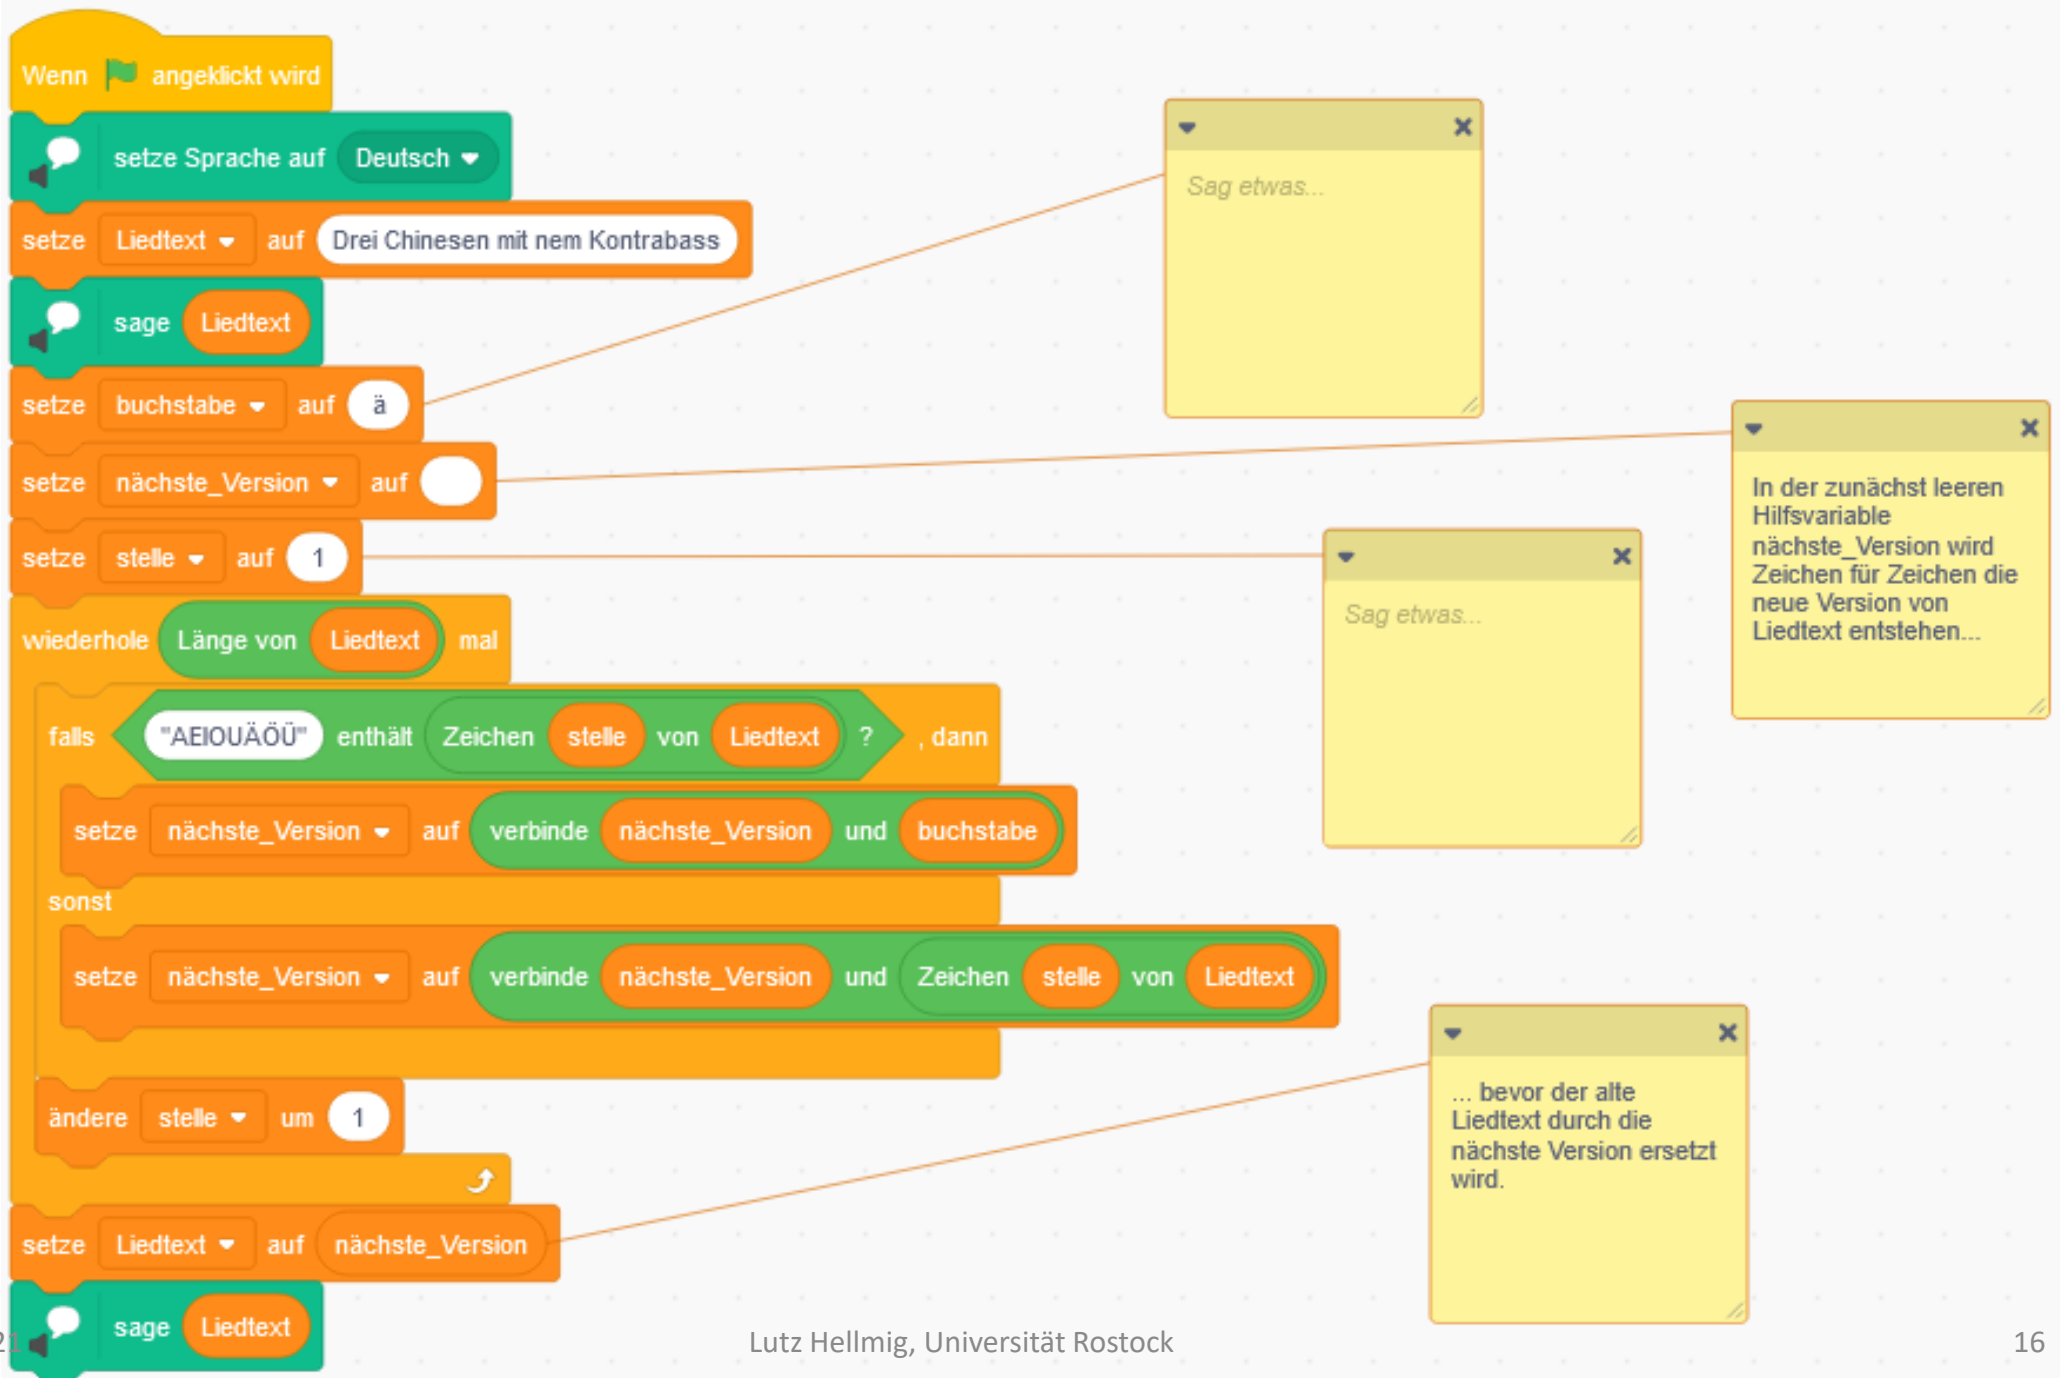 Wenn angeklickt wird
setze Sprache auf Deutsch
setze Liedtext auf Drei Chinesen mit nem Kontrabass
sage Liedtext
setze buchstabe auf ä
Sag etwas...
setze nächste_Version auf
In der zunächst leeren
Hilfsvariable
nächste_Version wird
Zeichen für Zeichen die
neue Version von
Liedtext entstehen...
setze stelle auf 1
Sag etwas...
wiederhole Länge von Liedtext mal
falls "AEIOUÄÖÜ" enthält Zeichen stelle von Liedtext ? , dann
setze nächste_Version auf verbinde nächste_Version und buchstabe
sonst
setze nächste_Version auf verbinde nächste_Version und Zeichen stelle von Liedtext
ändere stelle um 1
setze Liedtext auf nächste_Version
... bevor der alte
Liedtext durch die
nächste Version ersetzt
wird.
sage Liedtext
21 Lutz Hellmig, Universität Rostock 16